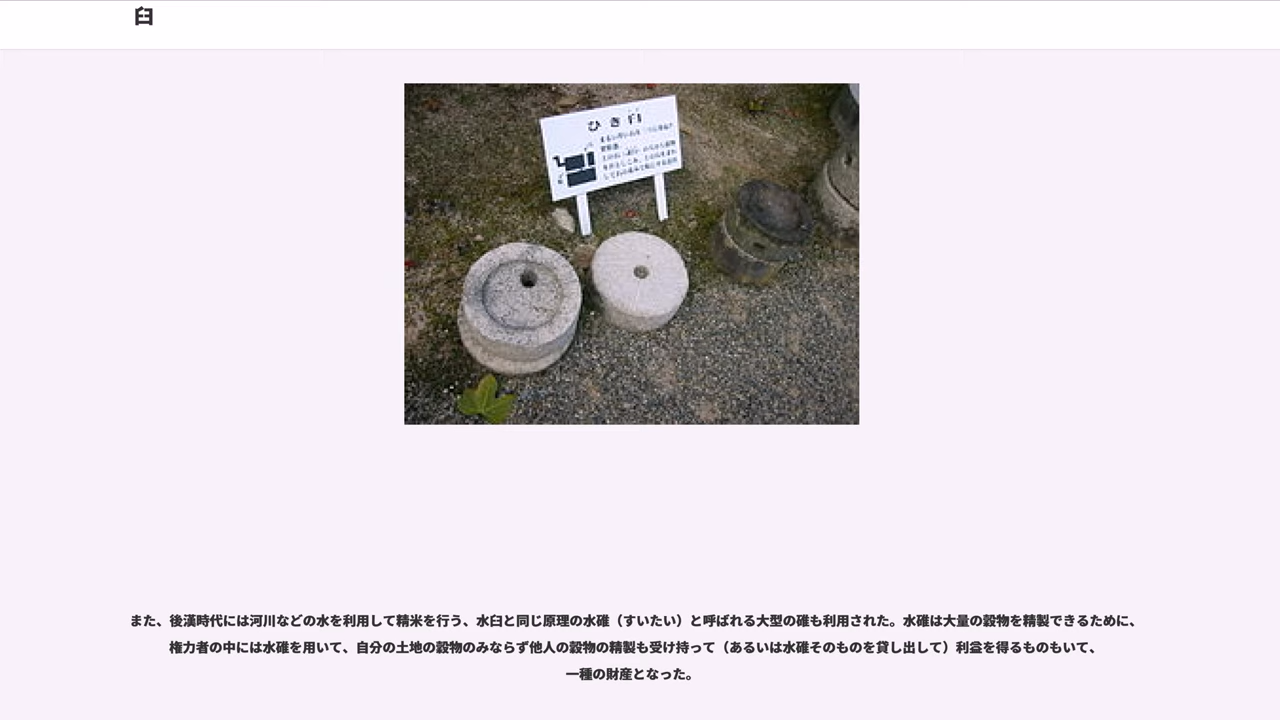 臼
ひき臼
また、後漢時代には河川などの水を利用して精米を行う、水臼と同じ原理の水碓（すいたい）と呼ばれる大型の碓も利用された。水碓は大量の穀物を精製できるために、
権力者の中には水碓を用いて、自分の土地の穀物のみならず他人の穀物の精製も受け持って（あるいは水碓そのものを貸し出して）利益を得るものもいて、
一種の財産となった。